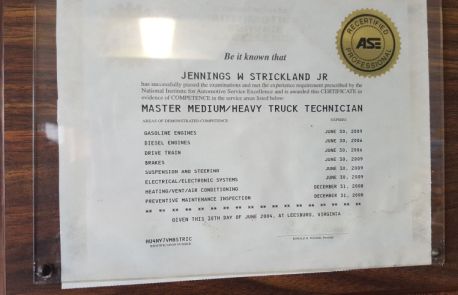 Be it known that
RECERTIFIED
ASE
PROFESSIONAL
JENNINGS W STRICKLAND JR
has successfully passed the examinations and met the experience requirement prescribed by the
National Institute for Automotive Service Excellence and is awarded this CERTIFICATE in
evidence of COMPETENCE in the service areas listed below:
MASTER MEDIUM/HEAVY TRUCK TECHNICIAN
AREAS OF DEMONSTRATED COMPETENCE EXPIRES
GASOLINE ENGINES JUNE 30, 2009
DIESEL ENGINES JUNE 30, 2006
DRIVE TRAIN JUNE 30, 2006
BRAKES JUNE 30, 2009
SUSPENSION AND STEERING JUNE 30, 2009
ELECTRICAL/ELECTRONIC SYSTEMS JUNE 30, 2009
HEATING/VENT/AIR CONDITIONING DECEMBER 31, 2008
PREVENTIVE MAINTENANCE INSPECTION DECEMBER 31, 2008
** ** ** ** ** ** ** ** ** ** ** ** ** ** ** ** ** **
GIVEN THIS 30TH DAY OF JUNE 2004, AT LEESBURG, VIRGINIA